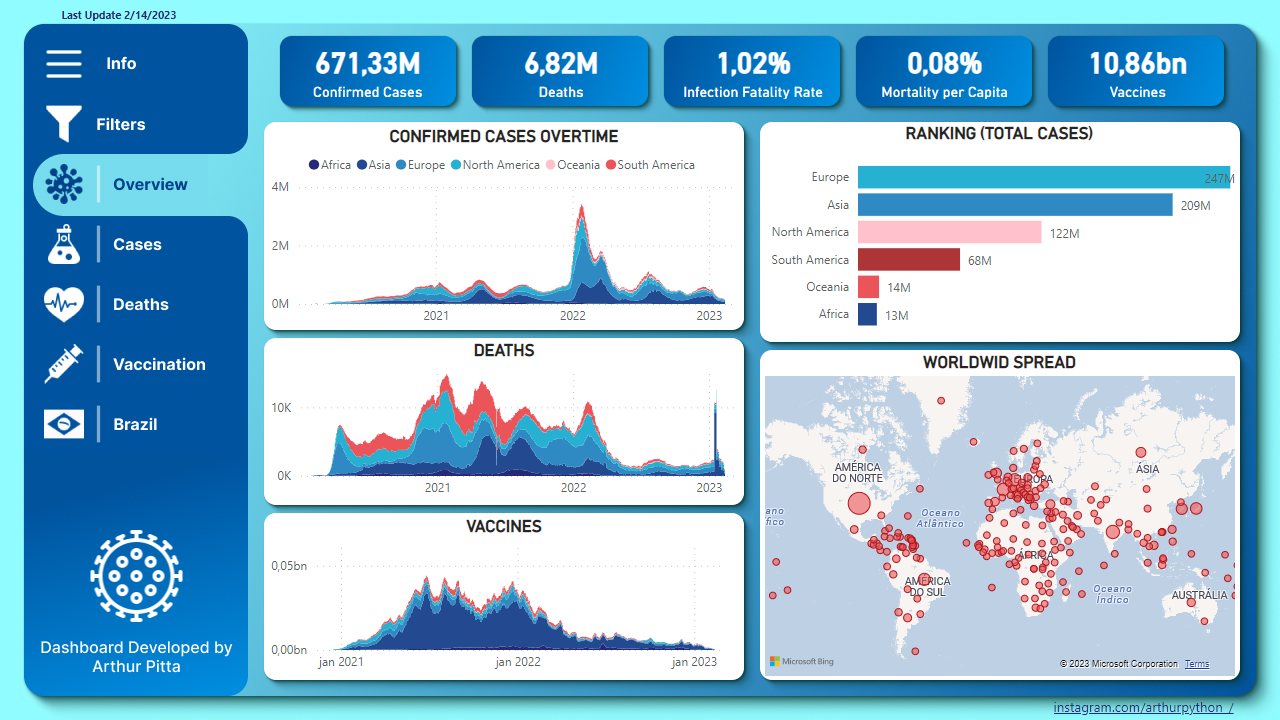 Last Update 2/14/2023
Info
Filters
Overview
Cases
Deaths
Vaccination
Brazil
Dashboard Developed by
Arthur Pitta
671,33M
Confirmed Cases
6,82M
Deaths
1,02%
Infection Fatality Rate
0,08%
Mortality per Capita
10,86bn
Vaccines
CONFIRMED CASES OVERTIME
Africa Asia Europe North America Oceania South America
4M
2M
0M
2021 2022 2023
DEATHS
10K
0K
2021 2022 2023
VACCINES
0,05bn
0,00bn
jan 2021 jan 2022 jan 2023
RANKING (TOTAL CASES)
Europe 247M
Asia 209M
North America 122M
South America 68M
Oceania 14M
Africa 13M
WORLDWID SPREAD
AMÉRICA
DO NORTE
ÁSIA
EUROPA
ano
ífico
Oceano
Atlântico
ÁFRICA
AMÉRICA
DO SUL
Oceano
Índico
AUSTRÁLIA
Microsoft Bing
© 2023 Microsoft Corporation Terms
instagram.com/arthurpython_/